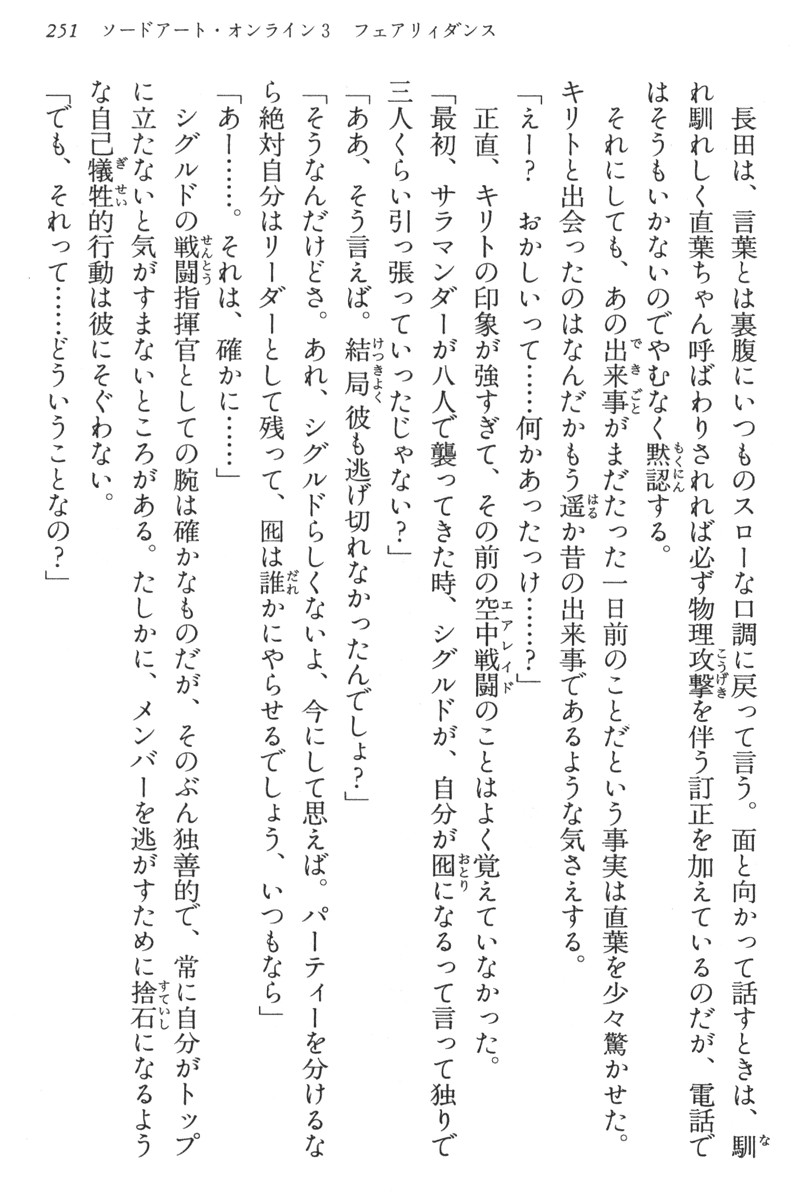 251　ソードアート・オンライン3　フェアリィダンス
長田は、言葉とは裏腹にいつものスローな口調に戻って言う。面と向かって話すときは、馴
れ馴れしく直葉ちゃん呼ばわりされれば必ず物理攻撃を伴う訂正を加えているのだが、電話で
はそうもいかないのでやむなく黙認する。
それにしても、あの出来事がまだたった一日前のことだという事実は直葉を少々驚かせた。
キリトと出会ったのはなんだかもう遥か昔の出来事であるような気さえする。
「えー？　おかしいって……何かあったっけ……？」
正直、キリトの印象が強すぎて、その前の空中戦闘のことはよく覚えていなかった。
「最初、サラマンダーが八人で襲ってきた時、シグルドが、自分が囮になるって言って独りで
三人くらい引っ張っていったじゃない？」
「ああ、そう言えば。結局彼も逃げ切れなかったんでしょ？」
「そうなんだけどさ。あれ、シグルドらしくないよ、今にして思えば。パーティーを分けるな
ら絶対自分はリーダーとして残って、囮は誰かにやらせるでしょう、いつもなら」
「あー……。それは、確かに……」
シグルドの戦闘指揮官としての腕は確かなものだが、そのぶん独善的で、常に自分がトップ
に立たないと気がすまないところがある。たしかに、メンバーを逃がすために捨石になるよう
な自己犠牲的行動は彼にそぐわない。
「でも、それって……どういうことなの？」